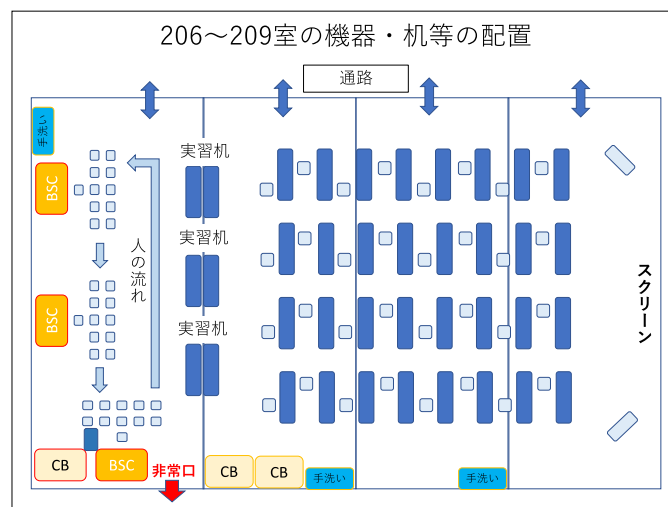 206～209室の機器・机等の配置
通路
手洗い
実習机
BSC
実習机
人の流れ
BSC
実習机
スクリーン
CB
BSC
非常口
CB
CB
手洗い
手洗い